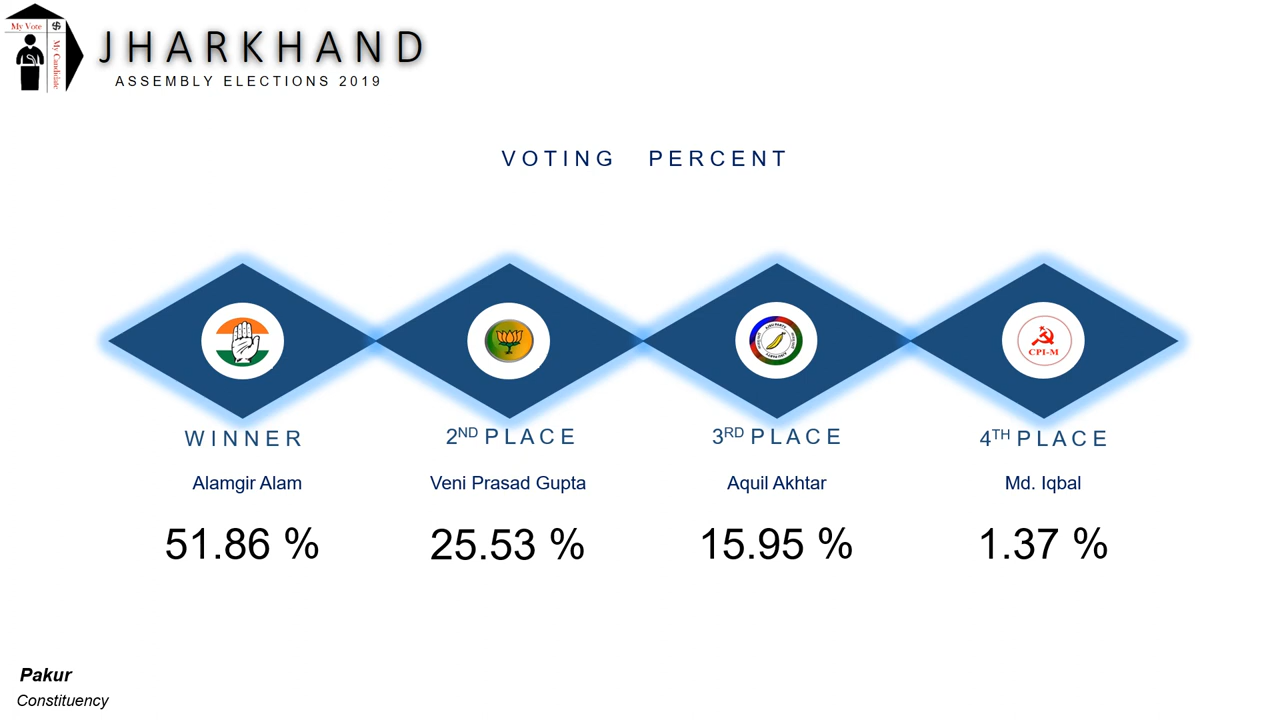 My Vote
My Candidate
JHARKHAND
ASSEMBLY ELECTIONS 2019
VOTING PERCENT
CPI-M
WINNER
2ND PLACE
3RD PLACE
4TH PLACE
Alamgir Alam
Veni Prasad Gupta
Aquil Akhtar
Md. Iqbal
51.86 %
25.53 %
15.95 %
1.37 %
Pakur
Constituency